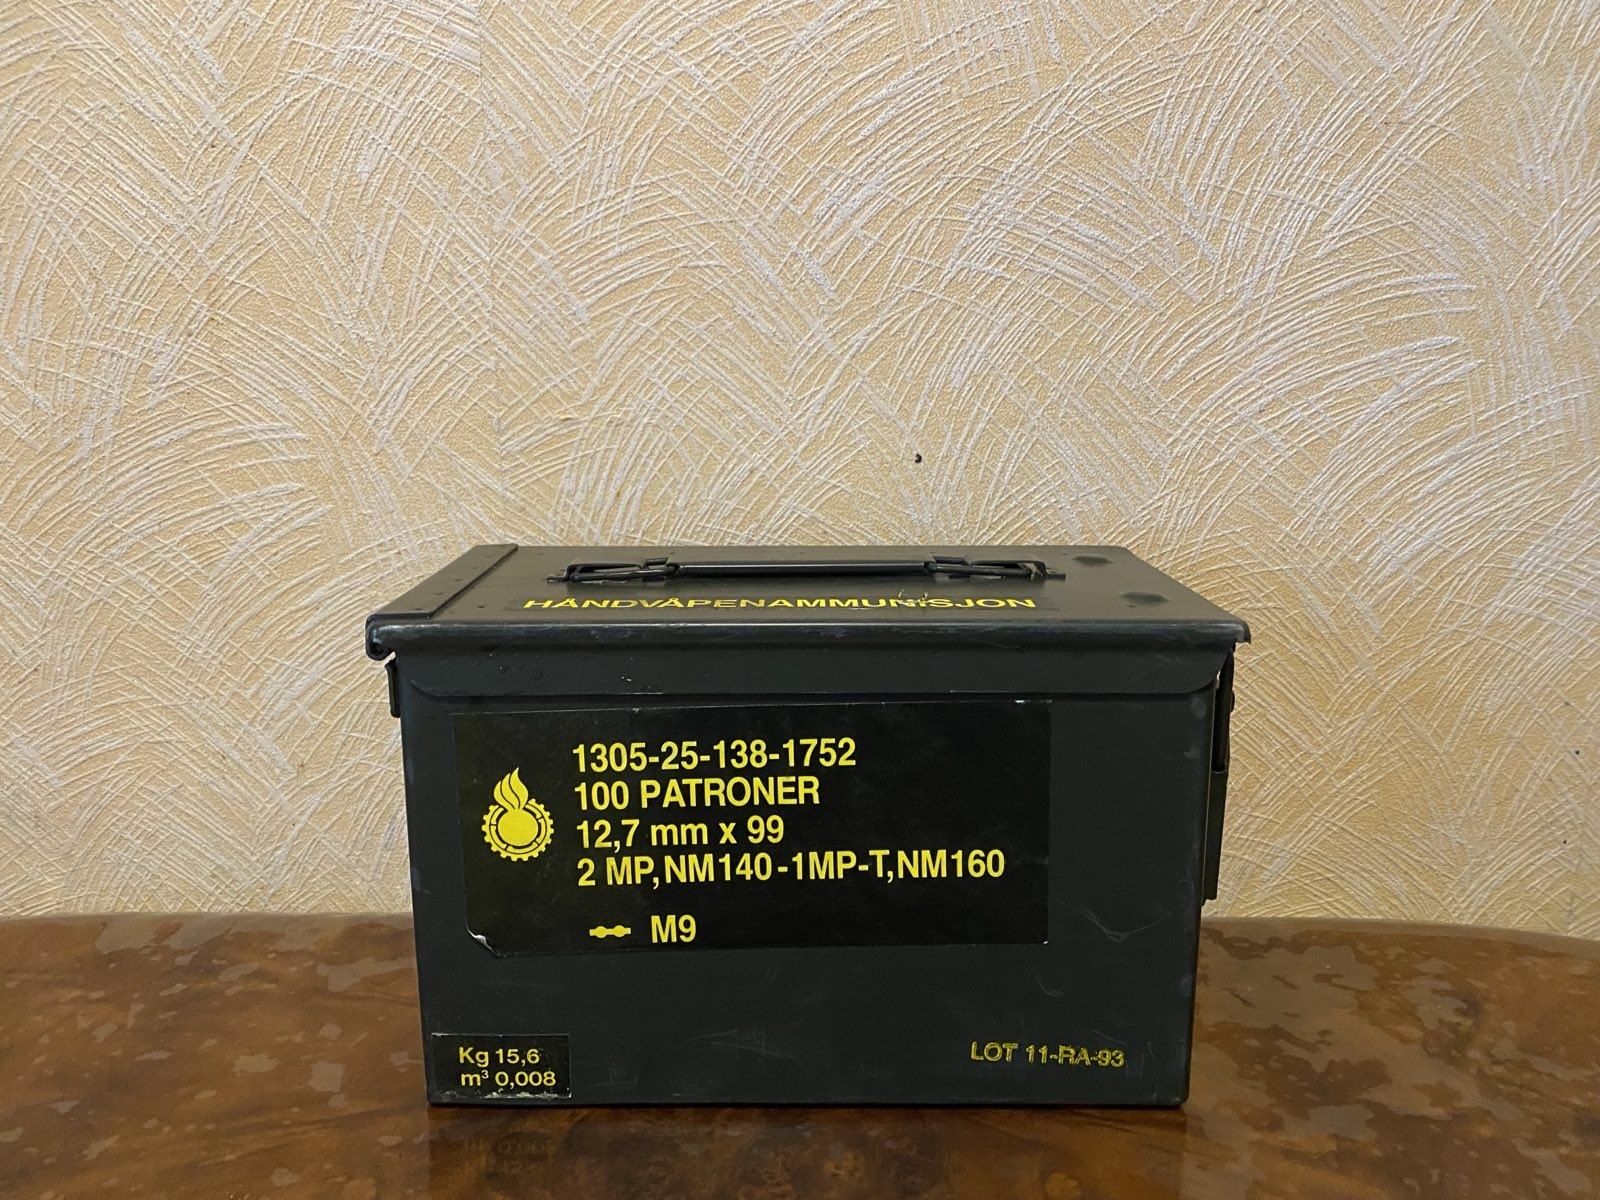 HÅNDVÅPENAMMUNISJON
1305-25-138-1752
100 PATRONER
12,7 mm x 99
2 MP, NM140-1MP-T, NM160
M9
Kg 15,6
m³ 0,008
LOT 11-RA-93